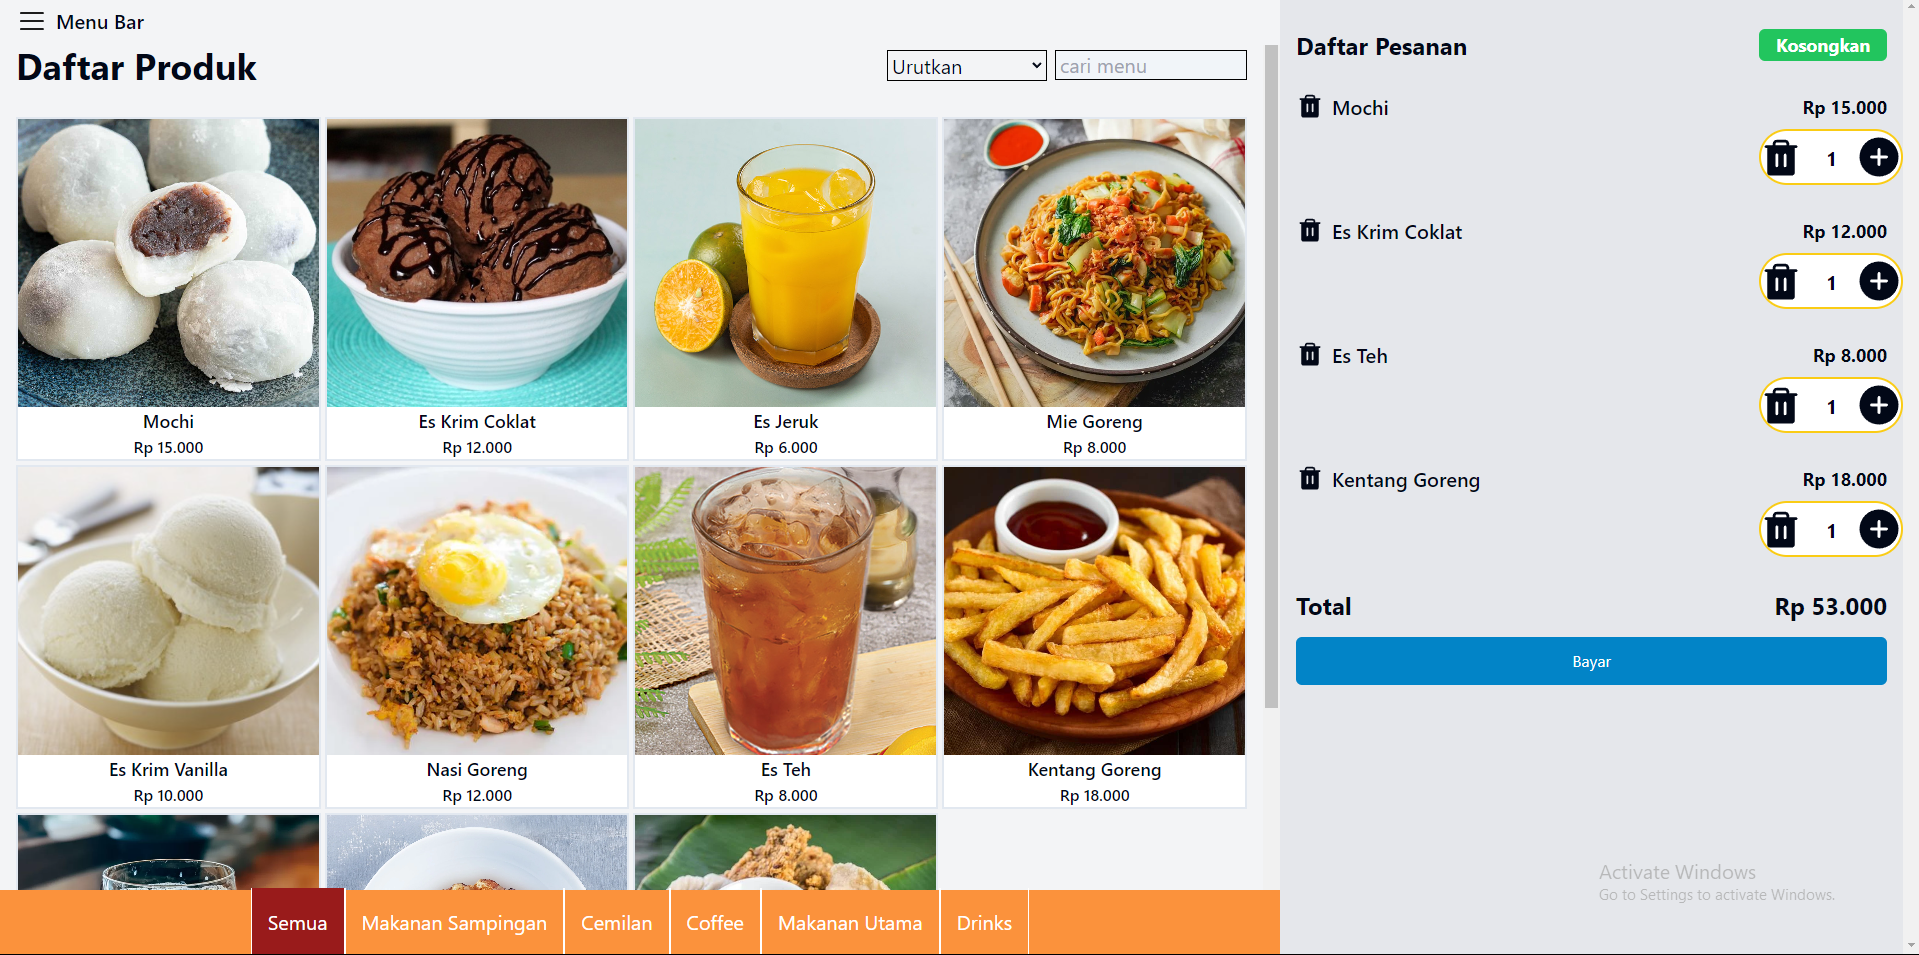 Menu Bar
Daftar Produk
Urutkan
cari menu
Mochi
Rp 15.000
Es Krim Coklat
Rp 12.000
Es Jeruk
Rp 6.000
Mie Goreng
Rp 8.000
Es Krim Vanilla
Rp 10.000
Nasi Goreng
Rp 12.000
Es Teh
Rp 8.000
Kentang Goreng
Rp 18.000
Semua
Makanan Sampingan
Cemilan
Coffee
Makanan Utama
Drinks
Daftar Pesanan
Kosongkan
Mochi
Rp 15.000
1
Es Krim Coklat
Rp 12.000
1
Es Teh
Rp 8.000
1
Kentang Goreng
Rp 18.000
1
Total
Rp 53.000
Bayar
Activate Windows
Go to Settings to activate Windows.